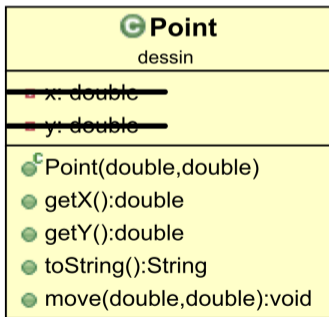 C Point
dessin
x: double
y: double
C Point(double,double)
getX():double
getY():double
toString():String
move(double,double):void